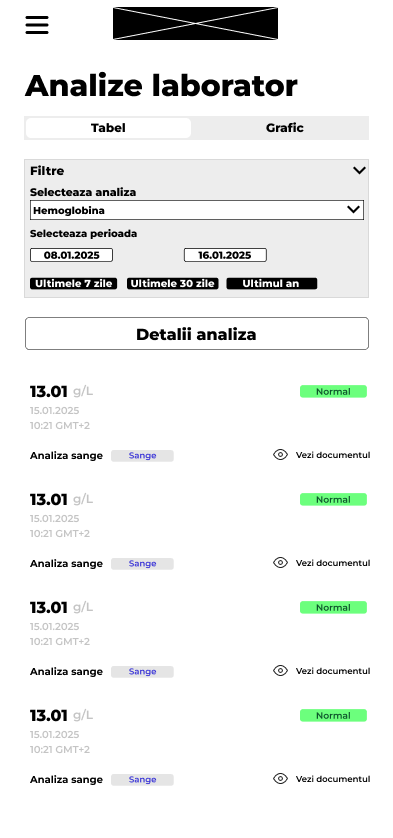 Analize laborator
Tabel Grafic
Filtre
Selecteaza analiza
Hemoglobina
Selecteaza perioada
08.01.2025 16.01.2025
Ultimele 7 zile Ultimele 30 zile Ultimul an
Detalii analiza
13.01 g/L Normal
15.01.2025
10:21 GMT+2
Analiza sange Sange Vezi documentul
13.01 g/L Normal
15.01.2025
10:21 GMT+2
Analiza sange Sange Vezi documentul
13.01 g/L Normal
15.01.2025
10:21 GMT+2
Analiza sange Sange Vezi documentul
13.01 g/L Normal
15.01.2025
10:21 GMT+2
Analiza sange Sange Vezi documentul